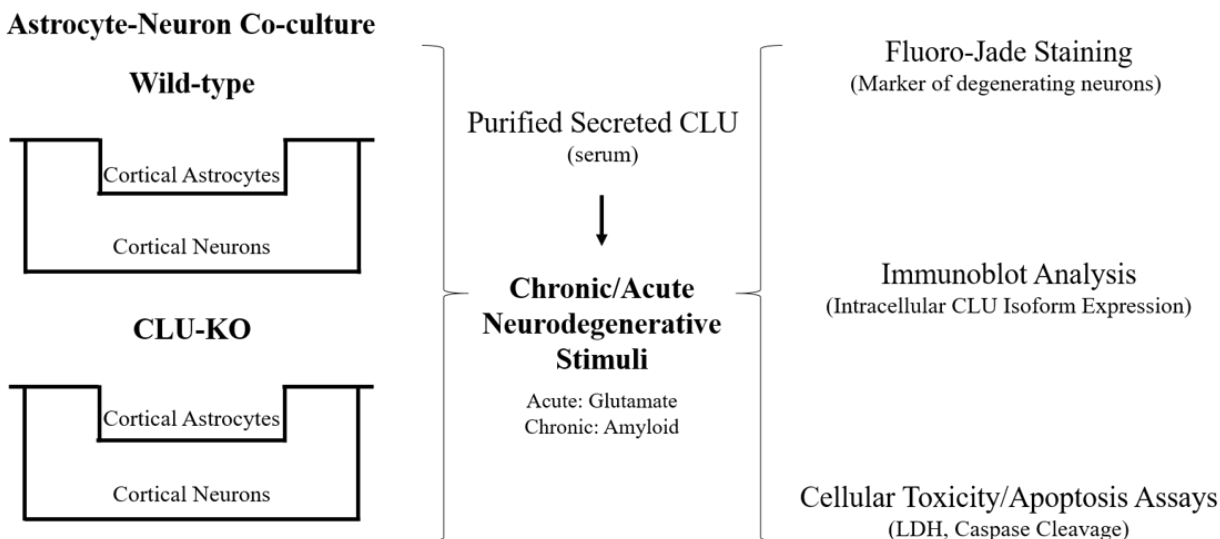 Astrocyte-Neuron Co-culture
Wild-type
Cortical Astrocytes
Cortical Neurons
CLU-KO
Cortical Astrocytes
Cortical Neurons
Purified Secreted CLU
(serum)
Chronic/Acute
Neurodegenerative
Stimuli
Acute: Glutamate
Chronic: Amyloid
Fluoro-Jade Staining
(Marker of degenerating neurons)
Immunoblot Analysis
(Intracellular CLU Isoform Expression)
Cellular Toxicity/Apoptosis Assays
(LDH, Caspase Cleavage)